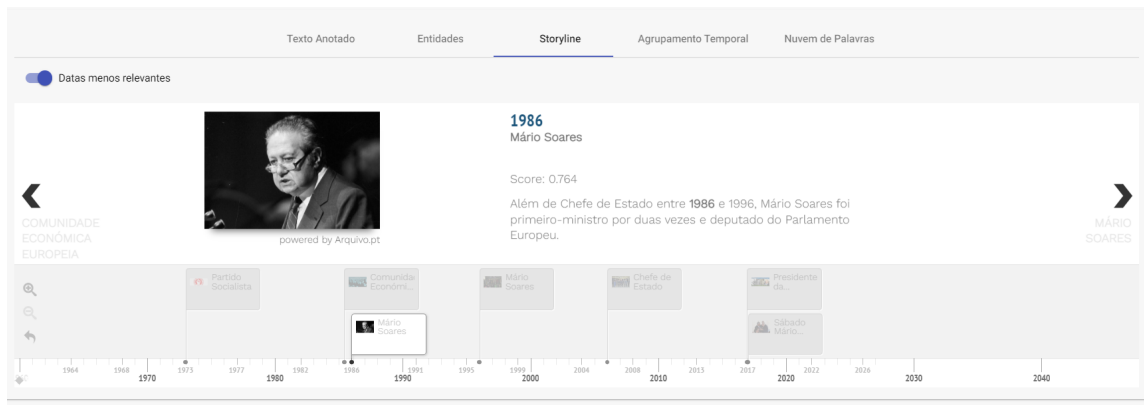 Texto Anotado
Entidades
Storyline
Agrupamento Temporal
Nuvem de Palavras
Datas menos relevantes
1986
Mário Soares
Score: 0.764
Além de Chefe de Estado entre 1986 e 1996, Mário Soares foi
primeiro-ministro por duas vezes e deputado do Parlamento
Europeu.
powered by Arquivo.pt
COMUNIDADE
ECONÓMICA
EUROPEIA
MÁRIO
SOARES
Partido
Socialista
Comunida
Económi...
Mário
Soares
Chefe de
Estado
Presidente
da...
Mário
Soares
Sábado
Mário...
1964 1968 1973 1977 1982 1986 1991 1995 1999 2004 2008 2013 2017 2022 2026
1970 1980 1990 2000 2010 2020 2030 2040